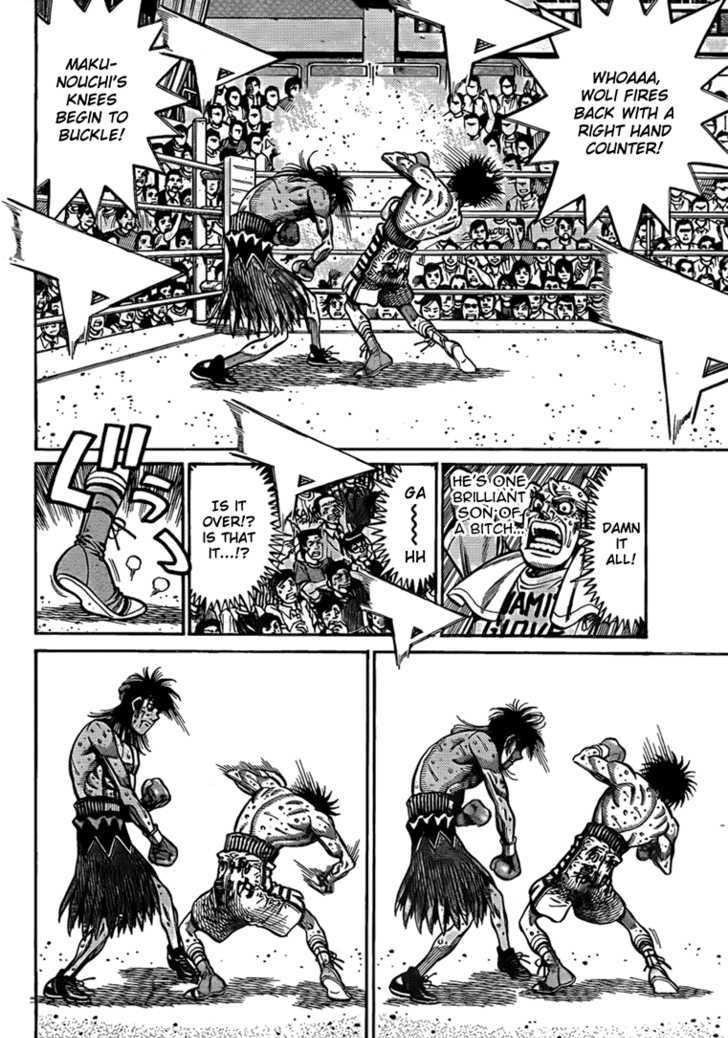 WHOAAA,
WOLI FIRES
BACK WITH A
RIGHT HAND
COUNTER!
MAKU-
NOUCHI'S
KNEES
BEGIN TO
BUCKLE!
DAMN
IT
ALL!
HE'S ONE
BRILLIANT
SON OF
A BITCH...
GA
~
HH
IS IT
OVER!?
IS THAT
IT...!?